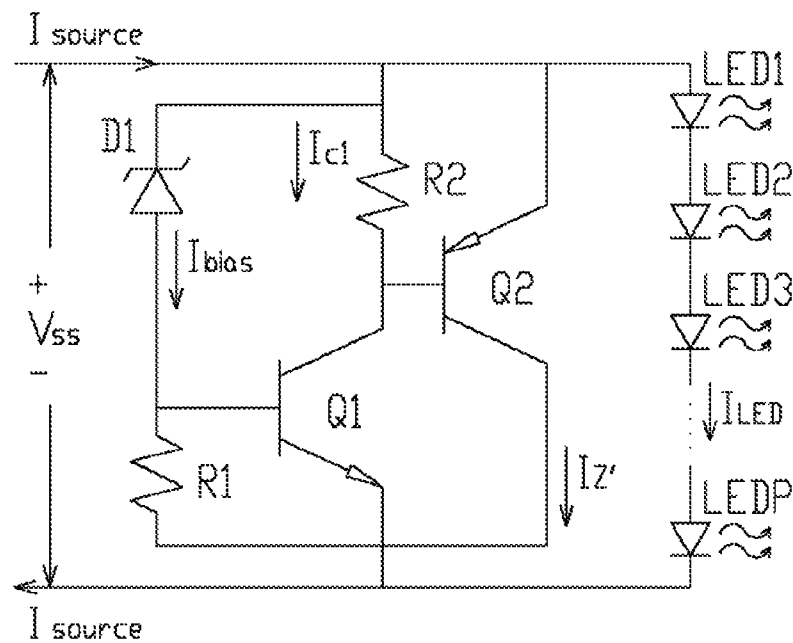 I source
LED1
D1
Ic1
R2
LED2
Ibias
Q2
LED3
+
Vss
-
Q1
ILED
R1
Iz'
LEDP
I source